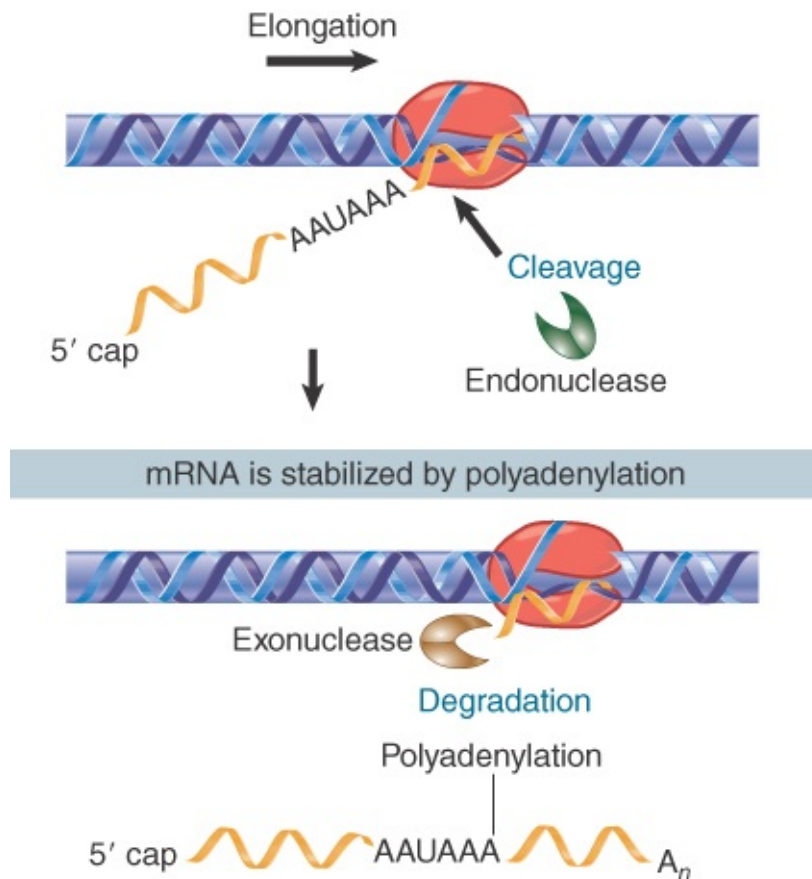 Elongation
AAUAAA
Cleavage
5′ cap
Endonuclease
mRNA is stabilized by polyadenylation
Exonuclease
Degradation
Polyadenylation
5′ cap AAUAAA Aₙ